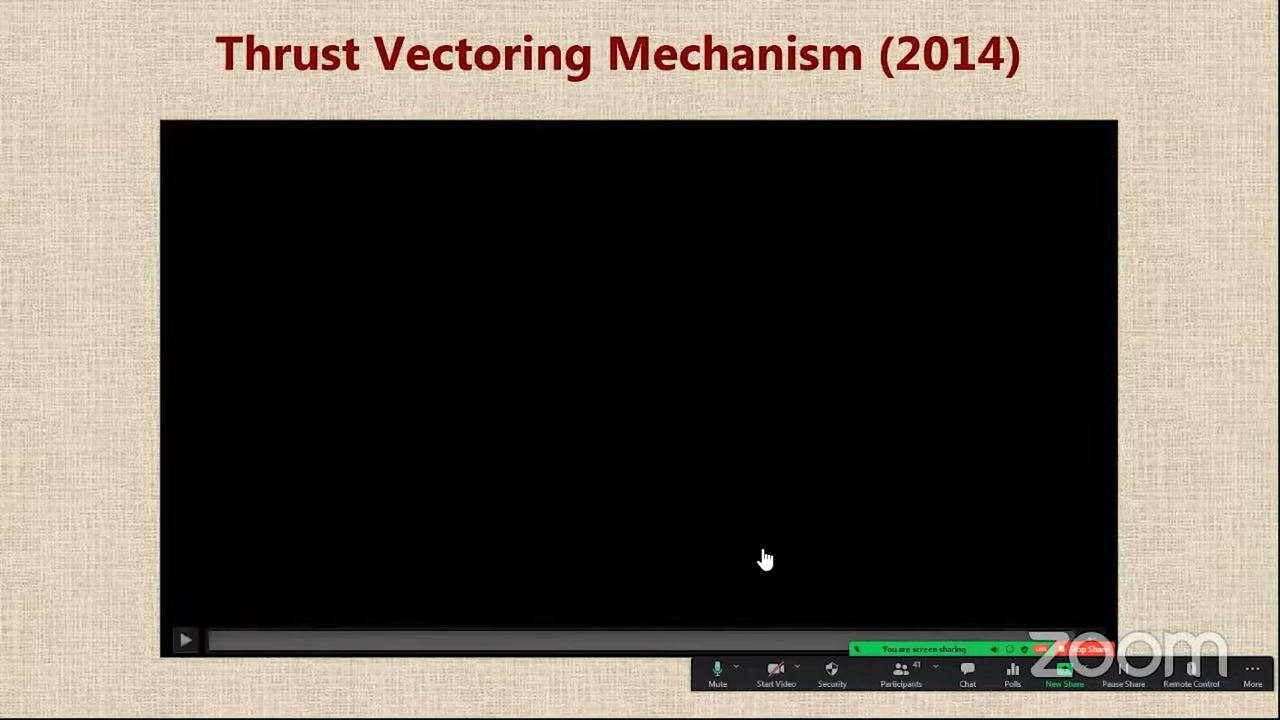 Thrust Vectoring Mechanism (2014)
You are screen sharing LIVE Stop Share
zoom
41
Mute Start Video Security Participants Chat Polls New Share Pause Share Remote Control More